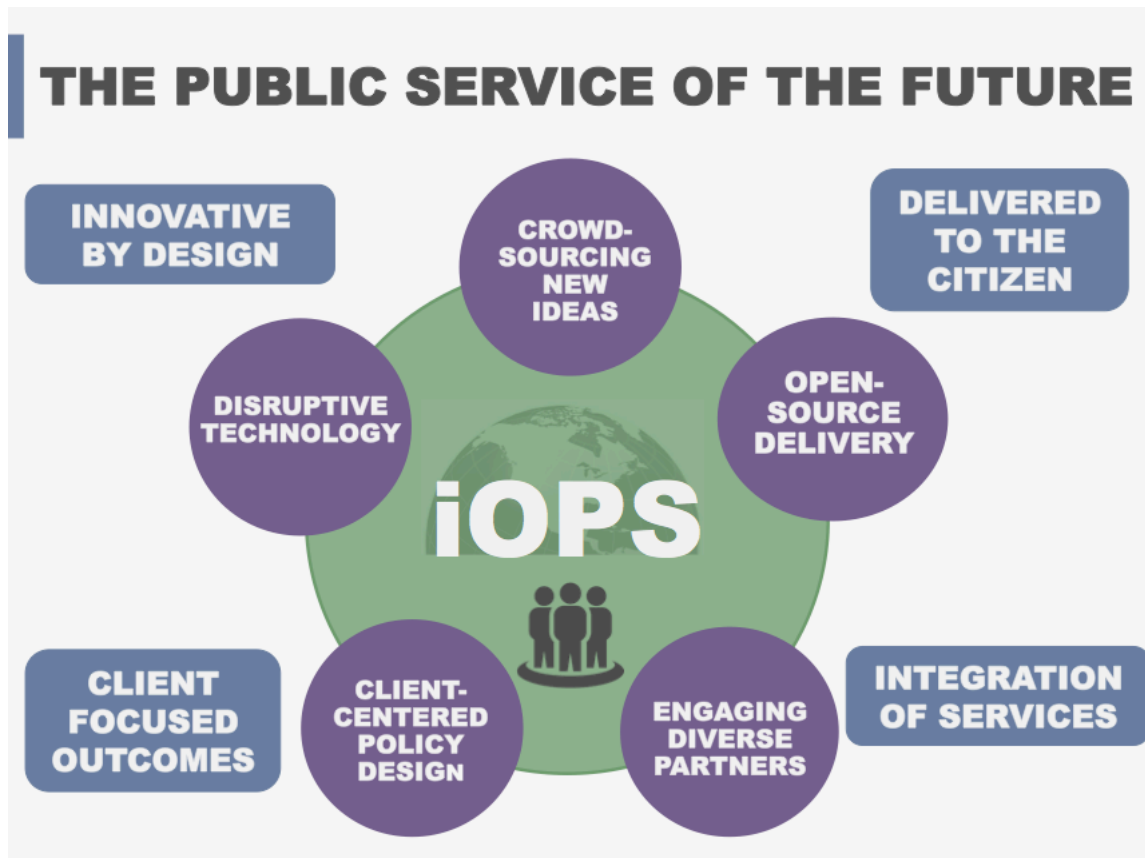 THE PUBLIC SERVICE OF THE FUTURE
INNOVATIVE
BY DESIGN
CROWD-
SOURCING
NEW
IDEAS
DELIVERED
TO THE
CITIZEN
DISRUPTIVE
TECHNOLOGY
OPEN-
SOURCE
DELIVERY
iOPS
CLIENT
FOCUSED
OUTCOMES
CLIENT-
CENTERED
POLICY
DESIGN
ENGAGING
DIVERSE
PARTNERS
INTEGRATION
OF SERVICES